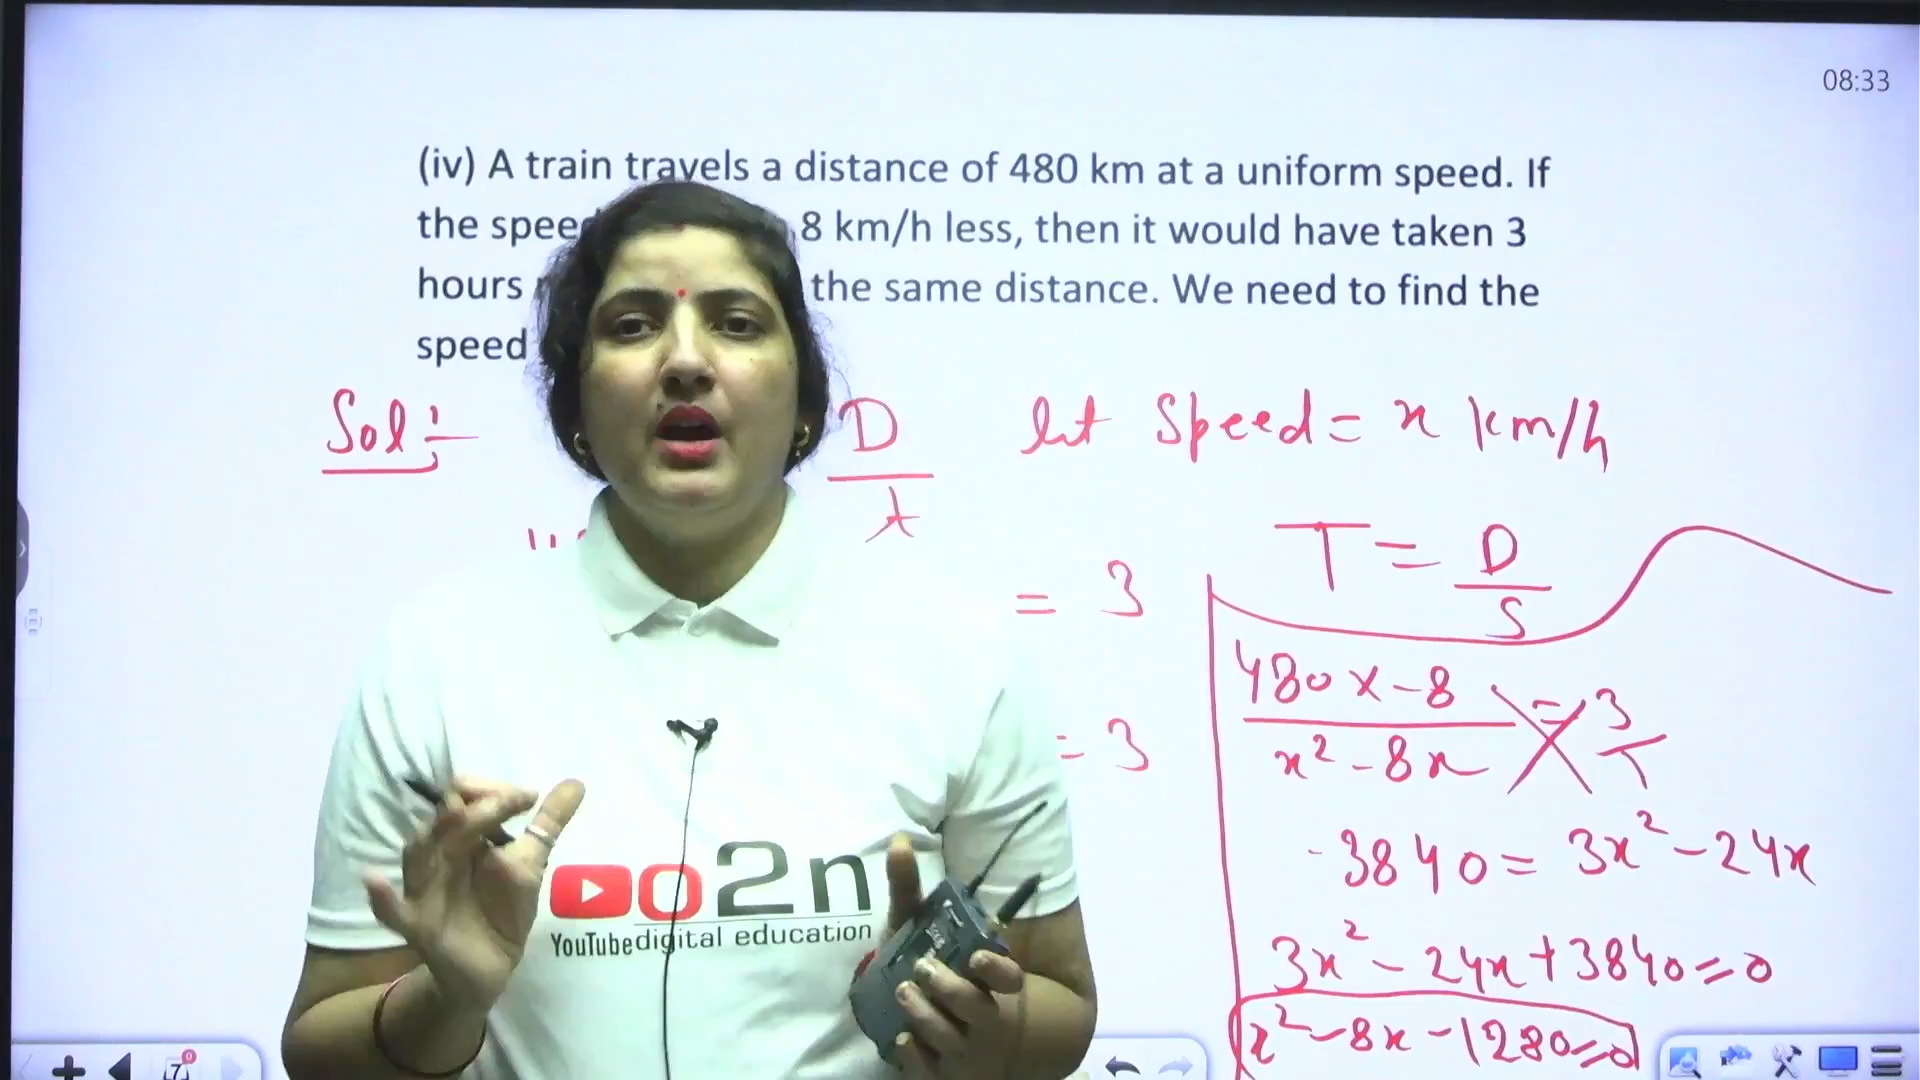 08:33
(iv) A train travels a distance of 480 km at a uniform speed. If
the speed 8 km/h less, then it would have taken 3
hours the same distance. We need to find the
speed
Sol:-
D
t
let Speed = x km/h
T = D/S
= 3
480 x - 8
x² - 8x
= 3/1
= 3
-3840 = 3x² - 24x
3x² - 24x + 3840 = 0
x² - 8x - 1280 = 0
o2n
YouTube digital education
7
0